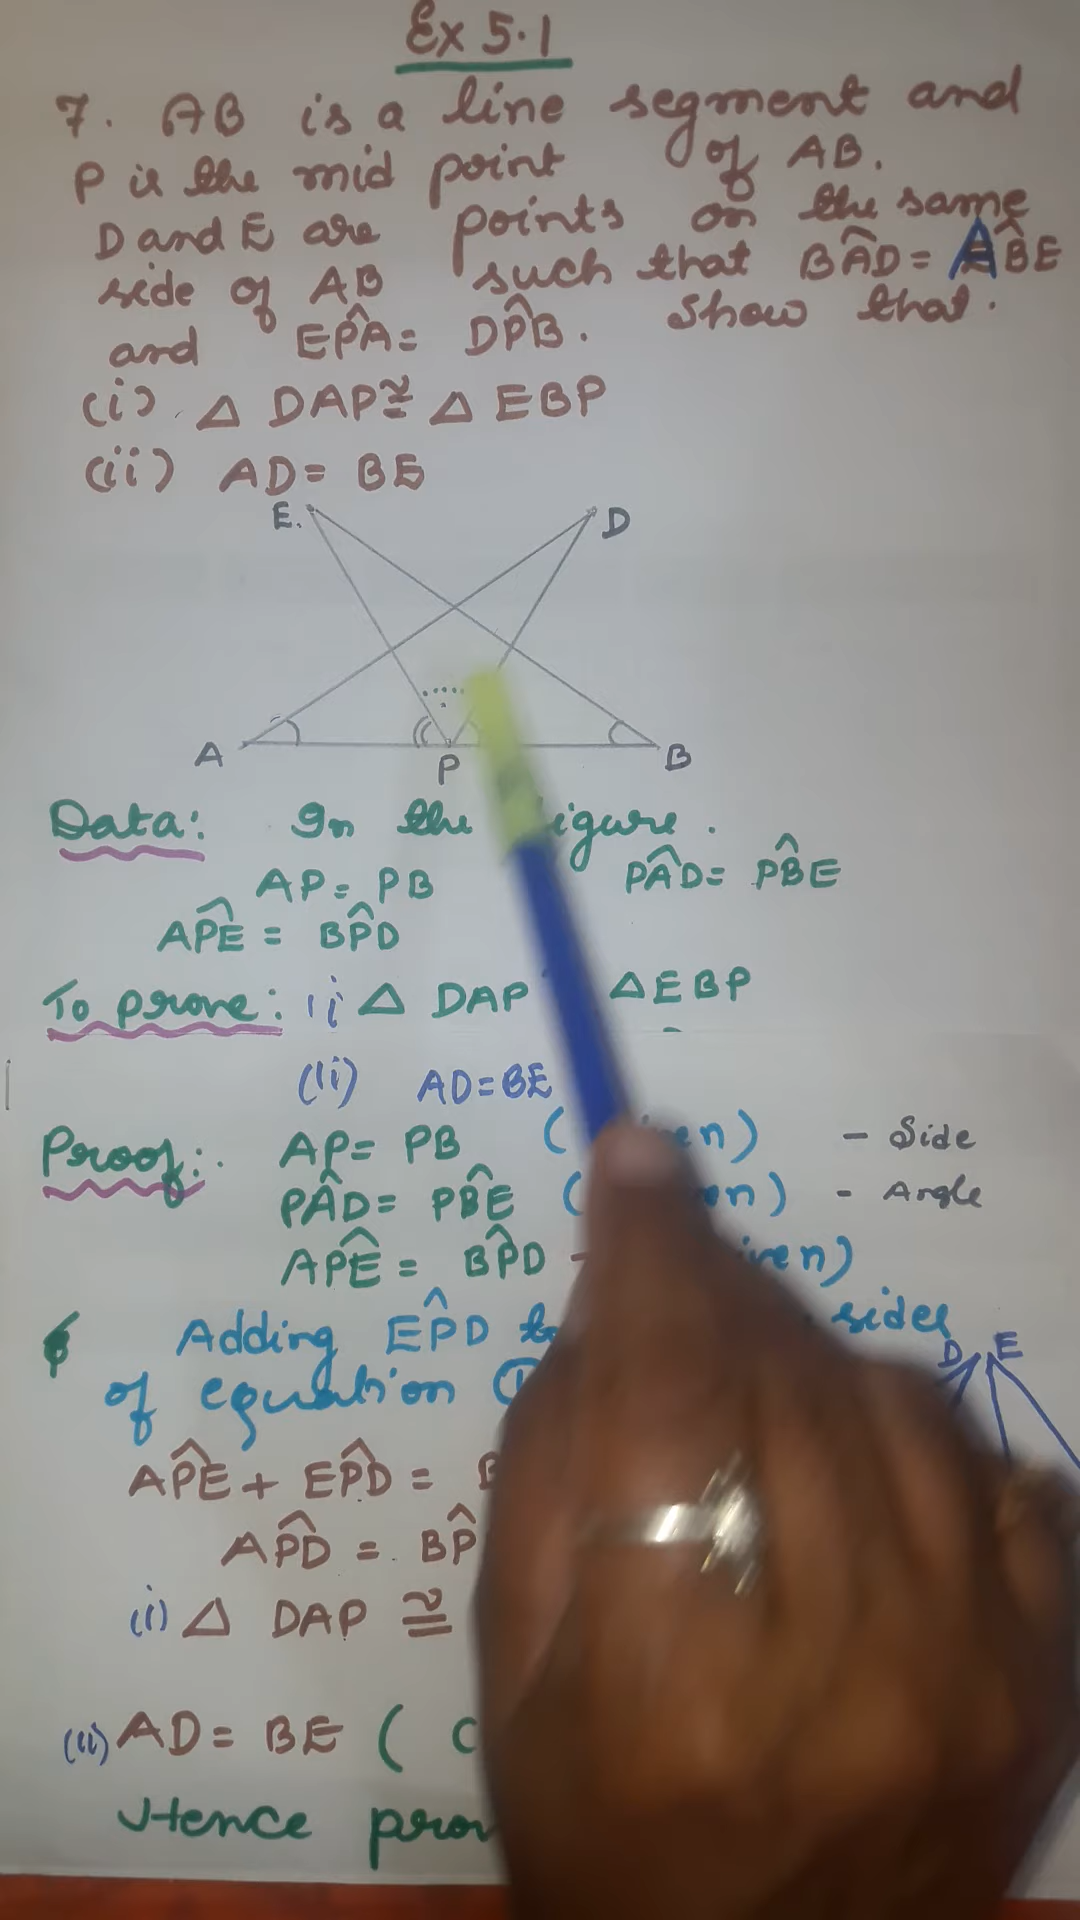 Ex 5.1
7. AB is a line segment and
P is the mid point of AB.
D and E are points on the same
side of AB such that BÂD = AB̂E
and EP̂A = DP̂B. Show that.
(i) △ DAP ≅ △ EBP
(ii) AD = BE
E. D
A P B
Data: In the figure.
AP = PB PÂD = PB̂E
AP̂E = BP̂D
To prove: i △ DAP △EBP
(ii) AD = BE
Proof: AP = PB ( - Side
PÂD = PB̂E ( - Angle
AP̂E = BP̂D -
Adding EP̂D sides
of equation
D E
AP̂E + EP̂D =
AP̂D =
(i) △ DAP ≅
(ii) AD = BE (
Hence